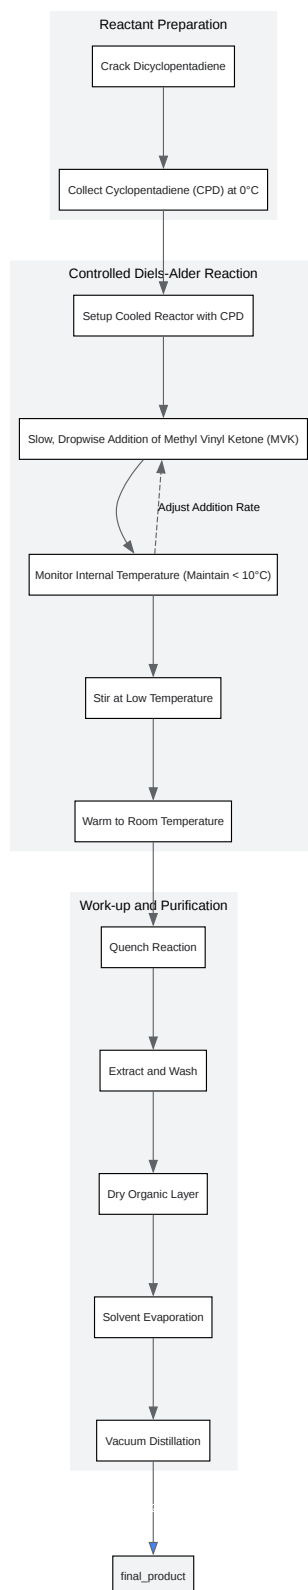 Reactant Preparation
Crack Dicyclopentadiene
Collect Cyclopentadiene (CPD) at 0°C
Controlled Diels-Alder Reaction
Setup Cooled Reactor with CPD
Slow, Dropwise Addition of Methyl Vinyl Ketone (MVK)
Adjust Addition Rate
Monitor Internal Temperature (Maintain < 10°C)
Stir at Low Temperature
Warm to Room Temperature
Work-up and Purification
Quench Reaction
Extract and Wash
Dry Organic Layer
Solvent Evaporation
Vacuum Distillation
final_product